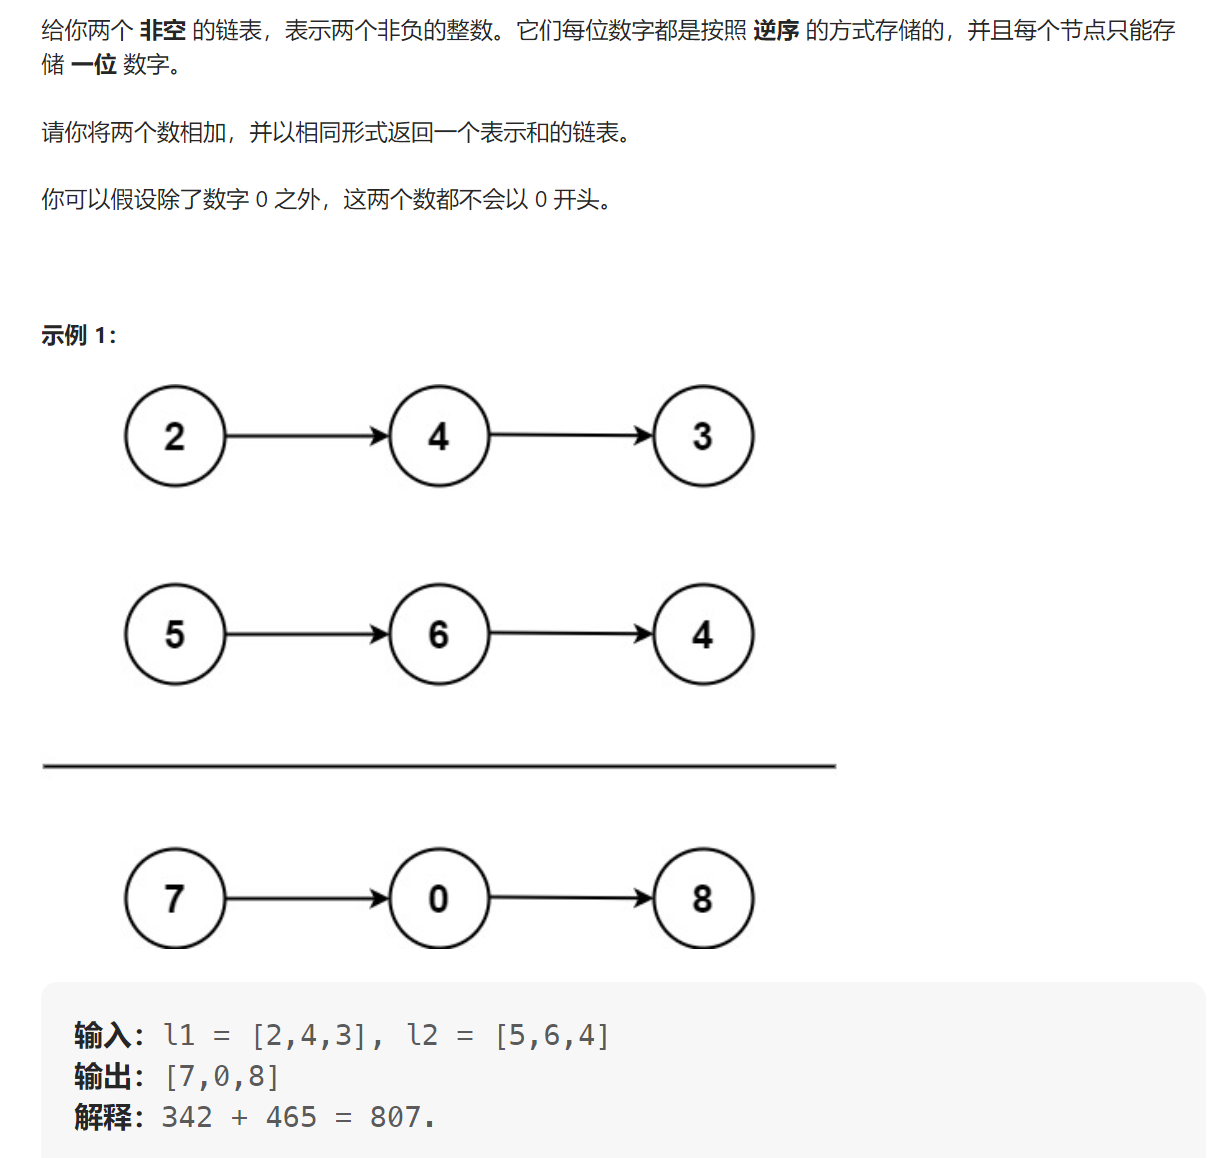 给你两个 非空 的链表，表示两个非负的整数。它们每位数字都是按照 逆序 的方式存储的，并且每个节点只能存
储 一位 数字。
请你将两个数相加，并以相同形式返回一个表示和的链表。
你可以假设除了数字 0 之外，这两个数都不会以 0 开头。
示例 1：
2 4 3
5 6 4
7 0 8
输入：l1 = [2,4,3], l2 = [5,6,4]
输出：[7,0,8]
解释：342 + 465 = 807.